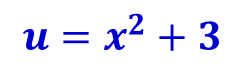 u = x² + 3